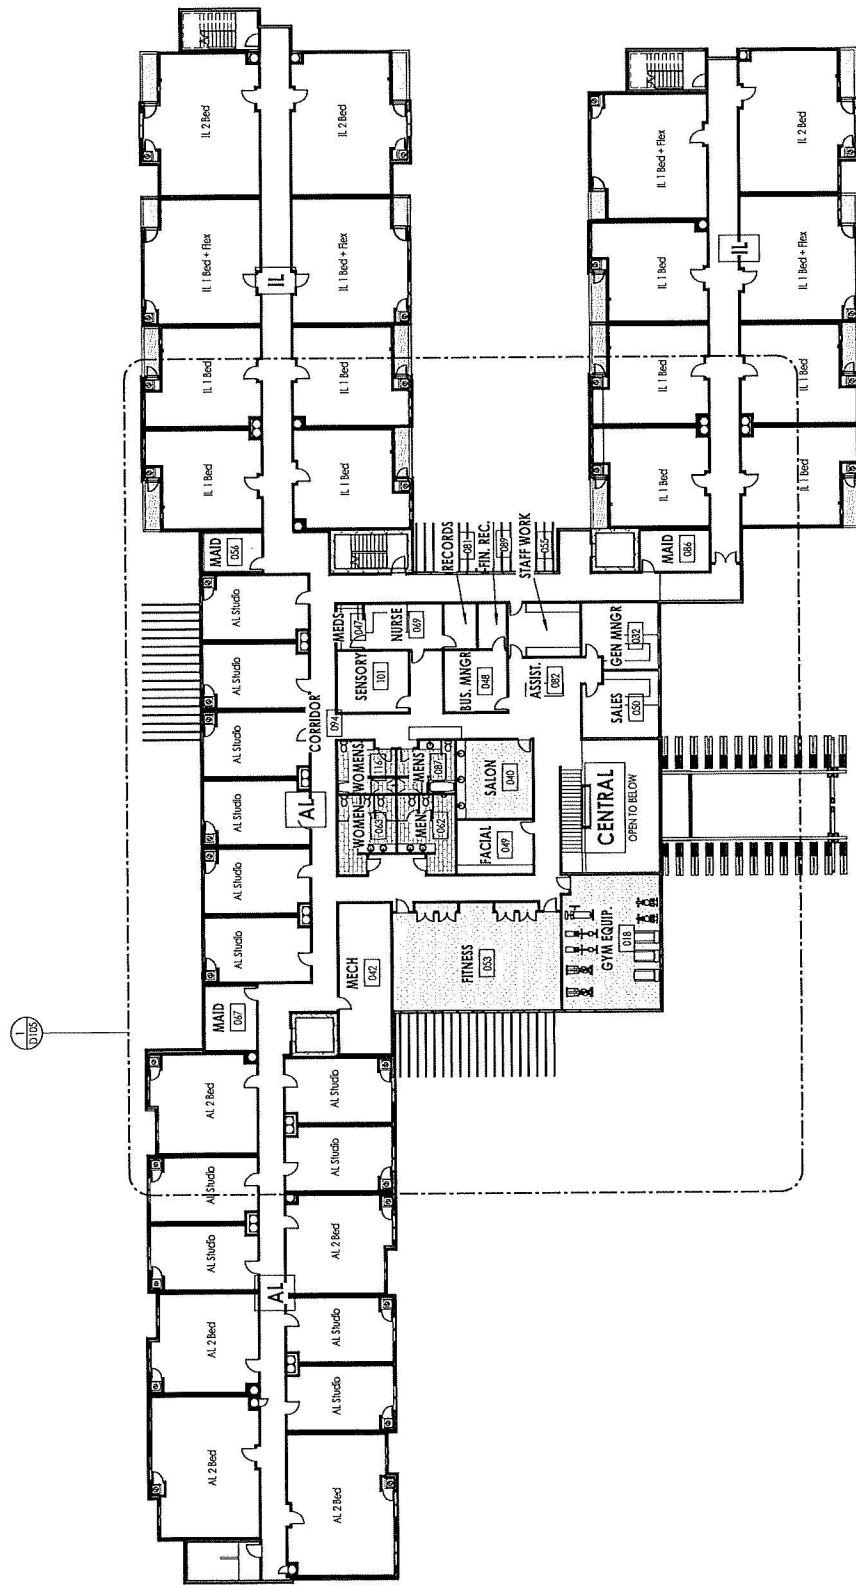 1
D105
AL 2 Bed
AL 2 Bed
AL Studio
AL Studio
AL 2 Bed
MAID
067
AL Studio
AL Studio
AL Studio
AL Studio
AL Studio
AL Studio
MAID
056
IL 1 Bed
IL 1 Bed
IL 1 Bed + Flex
IL 2 Bed
AL
AL
IL
CORRIDOR
094
AL 2 Bed
AL Studio
AL Studio
AL 2 Bed
AL Studio
AL Studio
MECH
042
WOMEN
063
WOMENS
116
SENSORY
101
MEDS
047
NURSE
069
IL 1 Bed
IL 1 Bed
IL 1 Bed + Flex
IL 2 Bed
MEN
062
MENS
087
RECORDS
081
FIN. REC.
089
STAFF WORK
055
FITNESS
053
FACIAL
049
SALON
040
BUS. MNGR
048
ASSIST.
082
GYM EQUIP.
018
CENTRAL
OPEN TO BELOW
SALES
050
GEN MNGR
032
MAID
086
IL 1 Bed
IL 1 Bed
IL 1 Bed
IL 1 Bed + Flex
IL
IL 1 Bed
IL 1 Bed
IL 1 Bed + Flex
IL 2 Bed